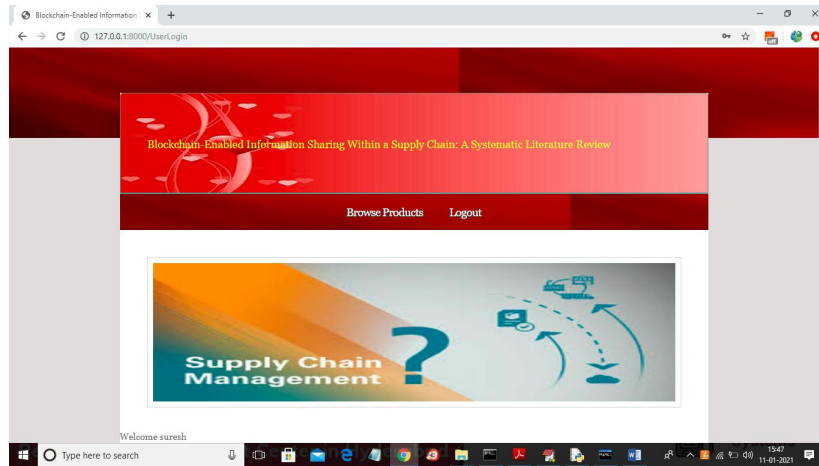 Blockchain-Enabled Information
127.0.0.1:8000/UserLogin
off
Blockchain-Enabled Information Sharing Within a Supply Chain: A Systematic Literature Review
Browse Products Logout
Supply Chain
Management ?
Welcome suresh
Type here to search
15:47
11-01-2021